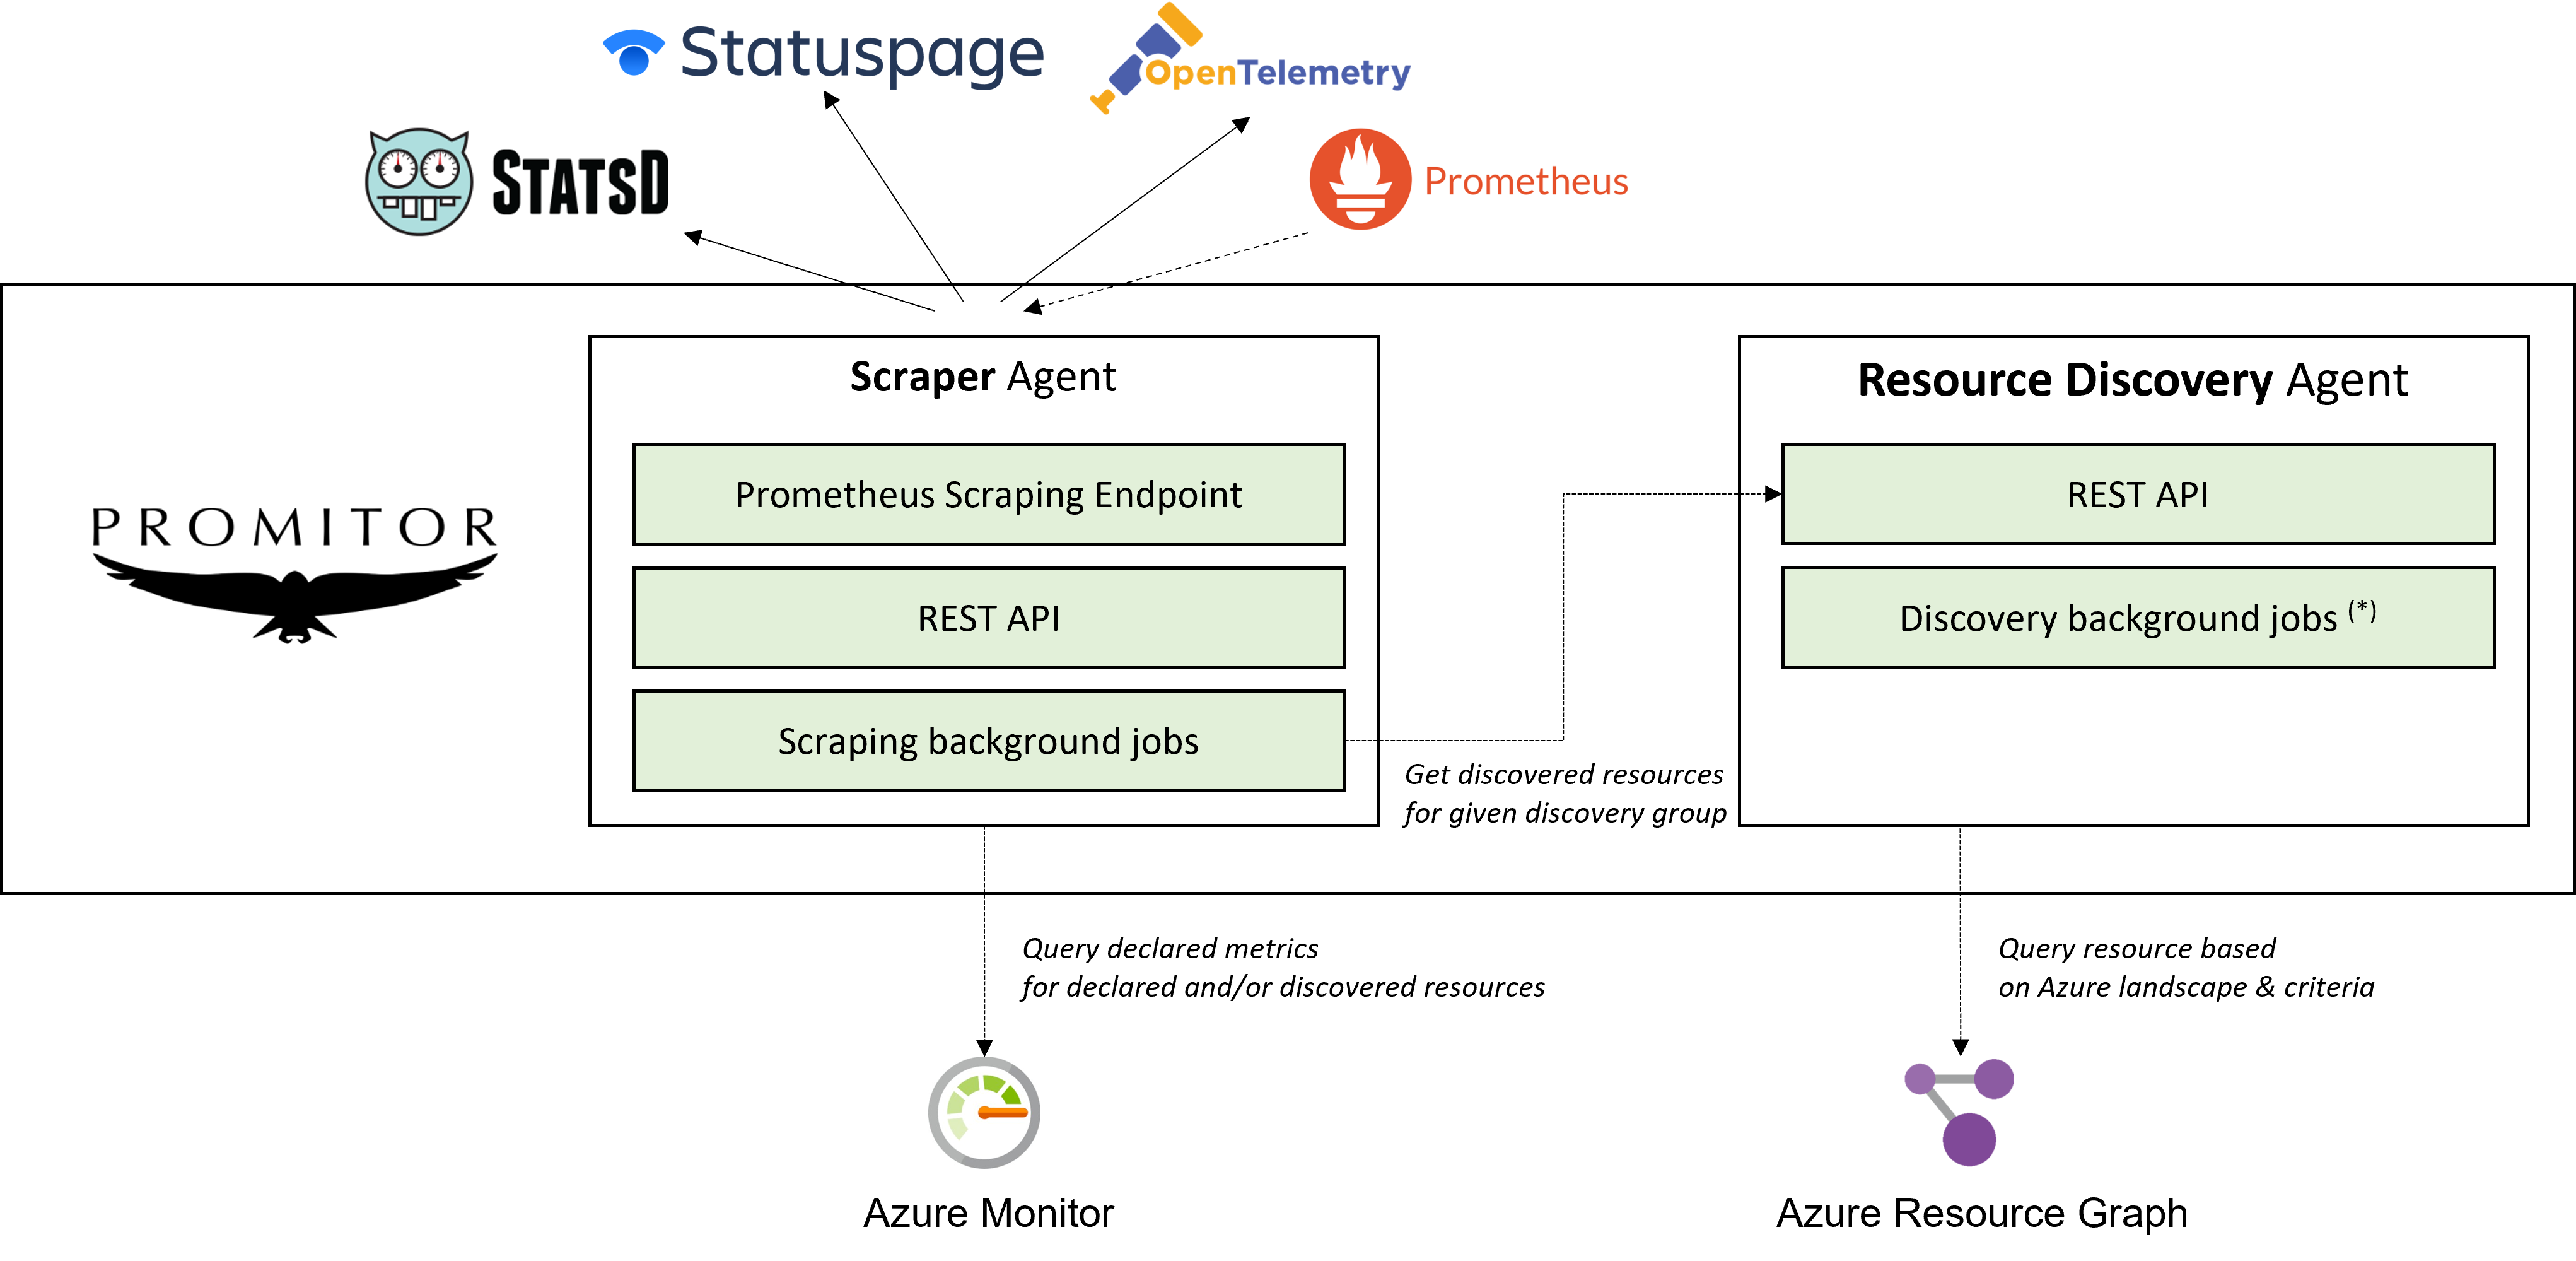 Statuspage
OpenTelemetry
STATSD
Prometheus
Scraper Agent
Resource Discovery Agent
Prometheus Scraping Endpoint
REST API
PROMITOR
REST API
Discovery background jobs (*)
Scraping background jobs
Get discovered resources
for given discovery group
Query declared metrics
for declared and/or discovered resources
Query resource based
on Azure landscape & criteria
Azure Monitor
Azure Resource Graph